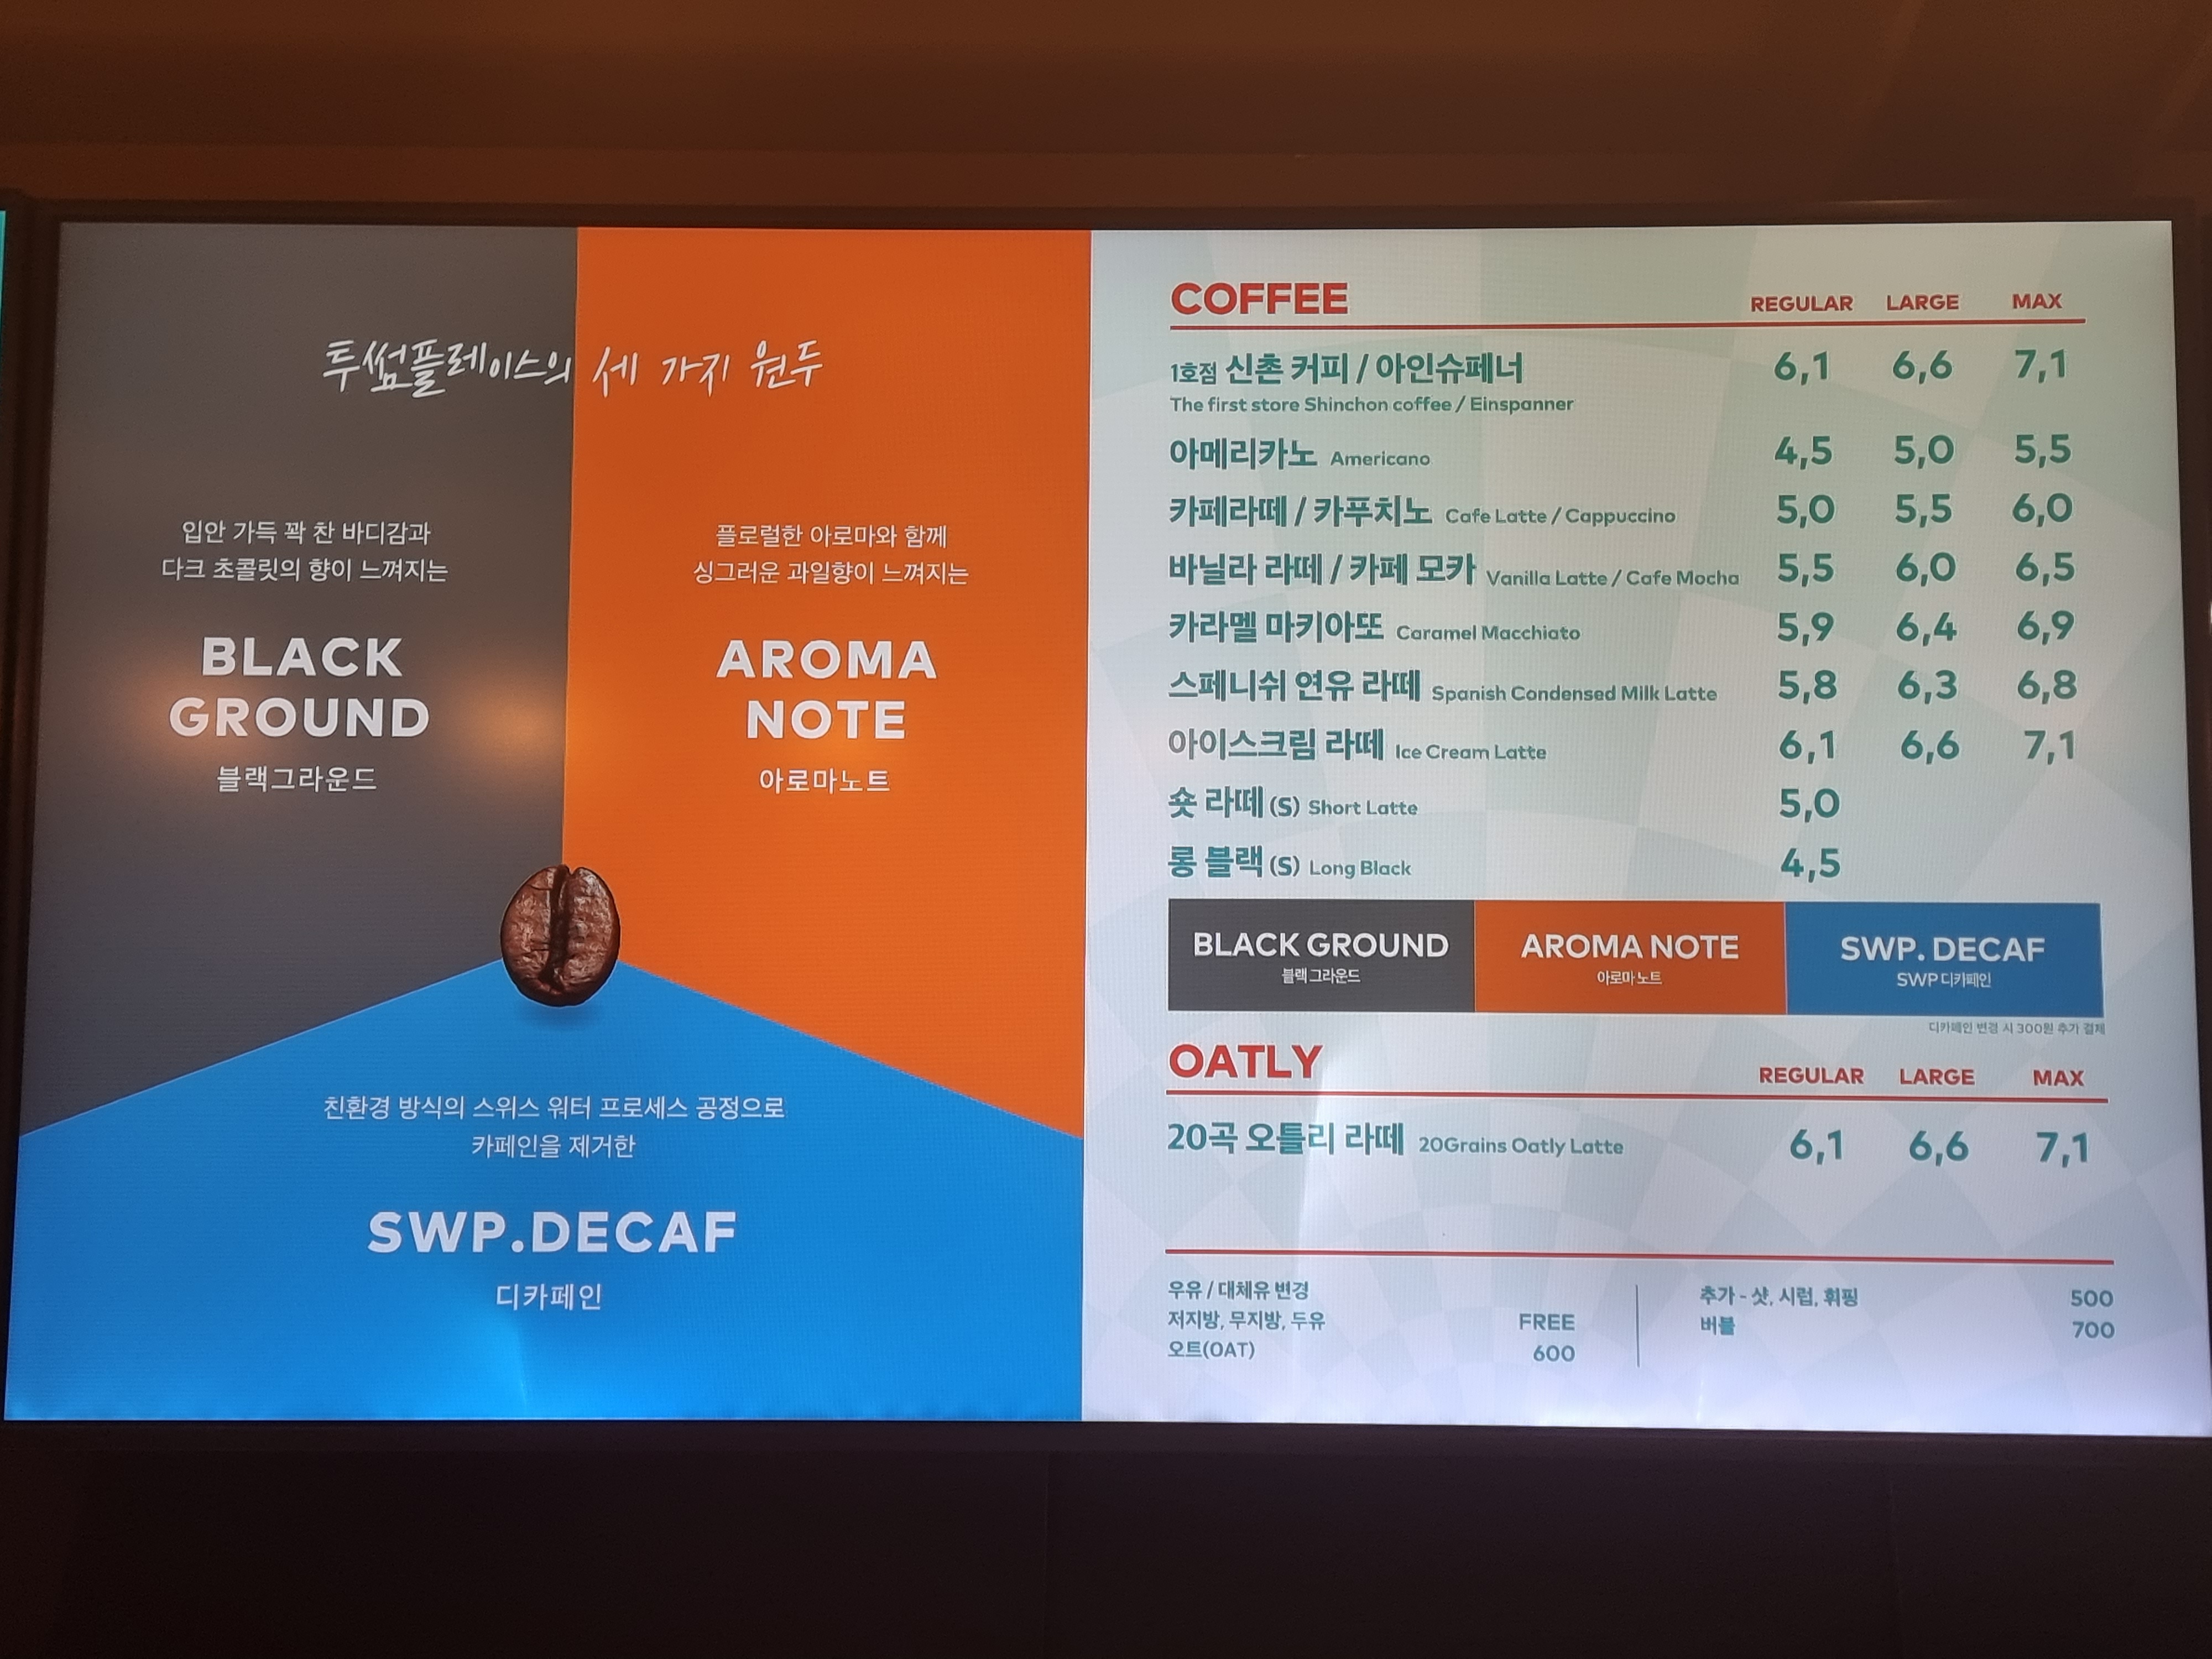 투썸플레이스의 세 가지 원두
입안 가득 꽉 찬 바디감과
다크 초콜릿의 향이 느껴지는
BLACK
GROUND
블랙그라운드
플로럴한 아로마와 함께
싱그러운 과일향이 느껴지는
AROMA
NOTE
아로마노트
친환경 방식의 스위스 워터 프로세스 공정으로
카페인을 제거한
SWP.DECAF
디카페인
COFFEE REGULAR LARGE MAX
1호점 신촌 커피 / 아인슈페너 6,1 6,6 7,1
The first store Shinchon coffee / Einspanner
아메리카노 Americano 4,5 5,0 5,5
카페라떼 / 카푸치노 Cafe Latte / Cappuccino 5,0 5,5 6,0
바닐라 라떼 / 카페 모카 Vanilla Latte / Cafe Mocha 5,5 6,0 6,5
카라멜 마키아또 Caramel Macchiato 5,9 6,4 6,9
스페니쉬 연유 라떼 Spanish Condensed Milk Latte 5,8 6,3 6,8
아이스크림 라떼 Ice Cream Latte 6,1 6,6 7,1
숏 라떼 (S) Short Latte 5,0
롱 블랙 (S) Long Black 4,5
BLACK GROUND AROMA NOTE SWP. DECAF
블랙 그라운드 아로마 노트 SWP 디카페인
디카페인 변경 시 300원 추가 결제
OATLY REGULAR LARGE MAX
20곡 오틀리 라떼 20Grains Oatly Latte 6,1 6,6 7,1
우유 / 대체유 변경
저지방, 무지방, 두유 FREE
오트(OAT) 600
추가 - 샷, 시럽, 휘핑 500
버블 700